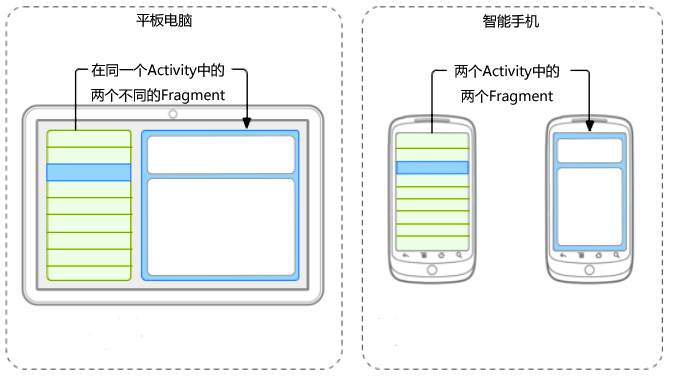 平板电脑
在同一个Activity中的
两个不同的Fragment
智能手机
两个Activity中的
两个Fragment